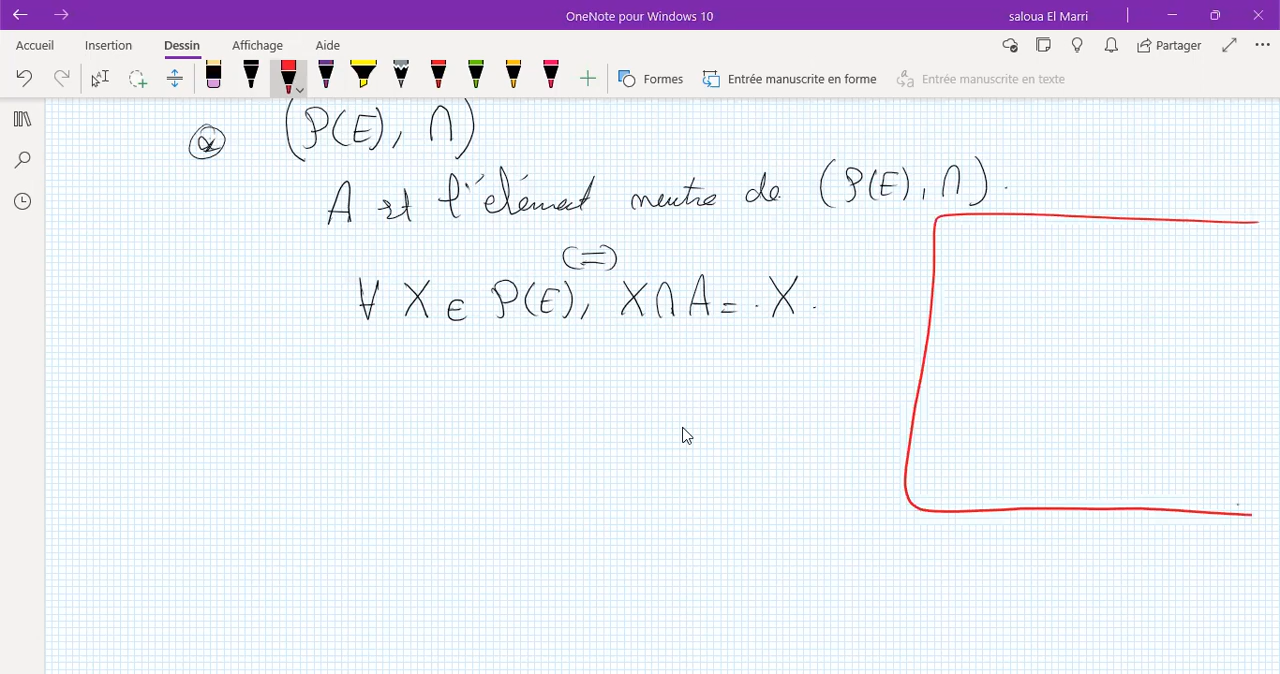 OneNote pour Windows 10
saloua El Marri
Accueil Insertion Dessin Affichage Aide
Partager
Formes Entrée manuscrite en forme Entrée manuscrite en texte
(P(E), ∩)
A est l'élément neutre de (P(E), ∩).
⇔
∀ X ∈ P(E), X∩A = X.